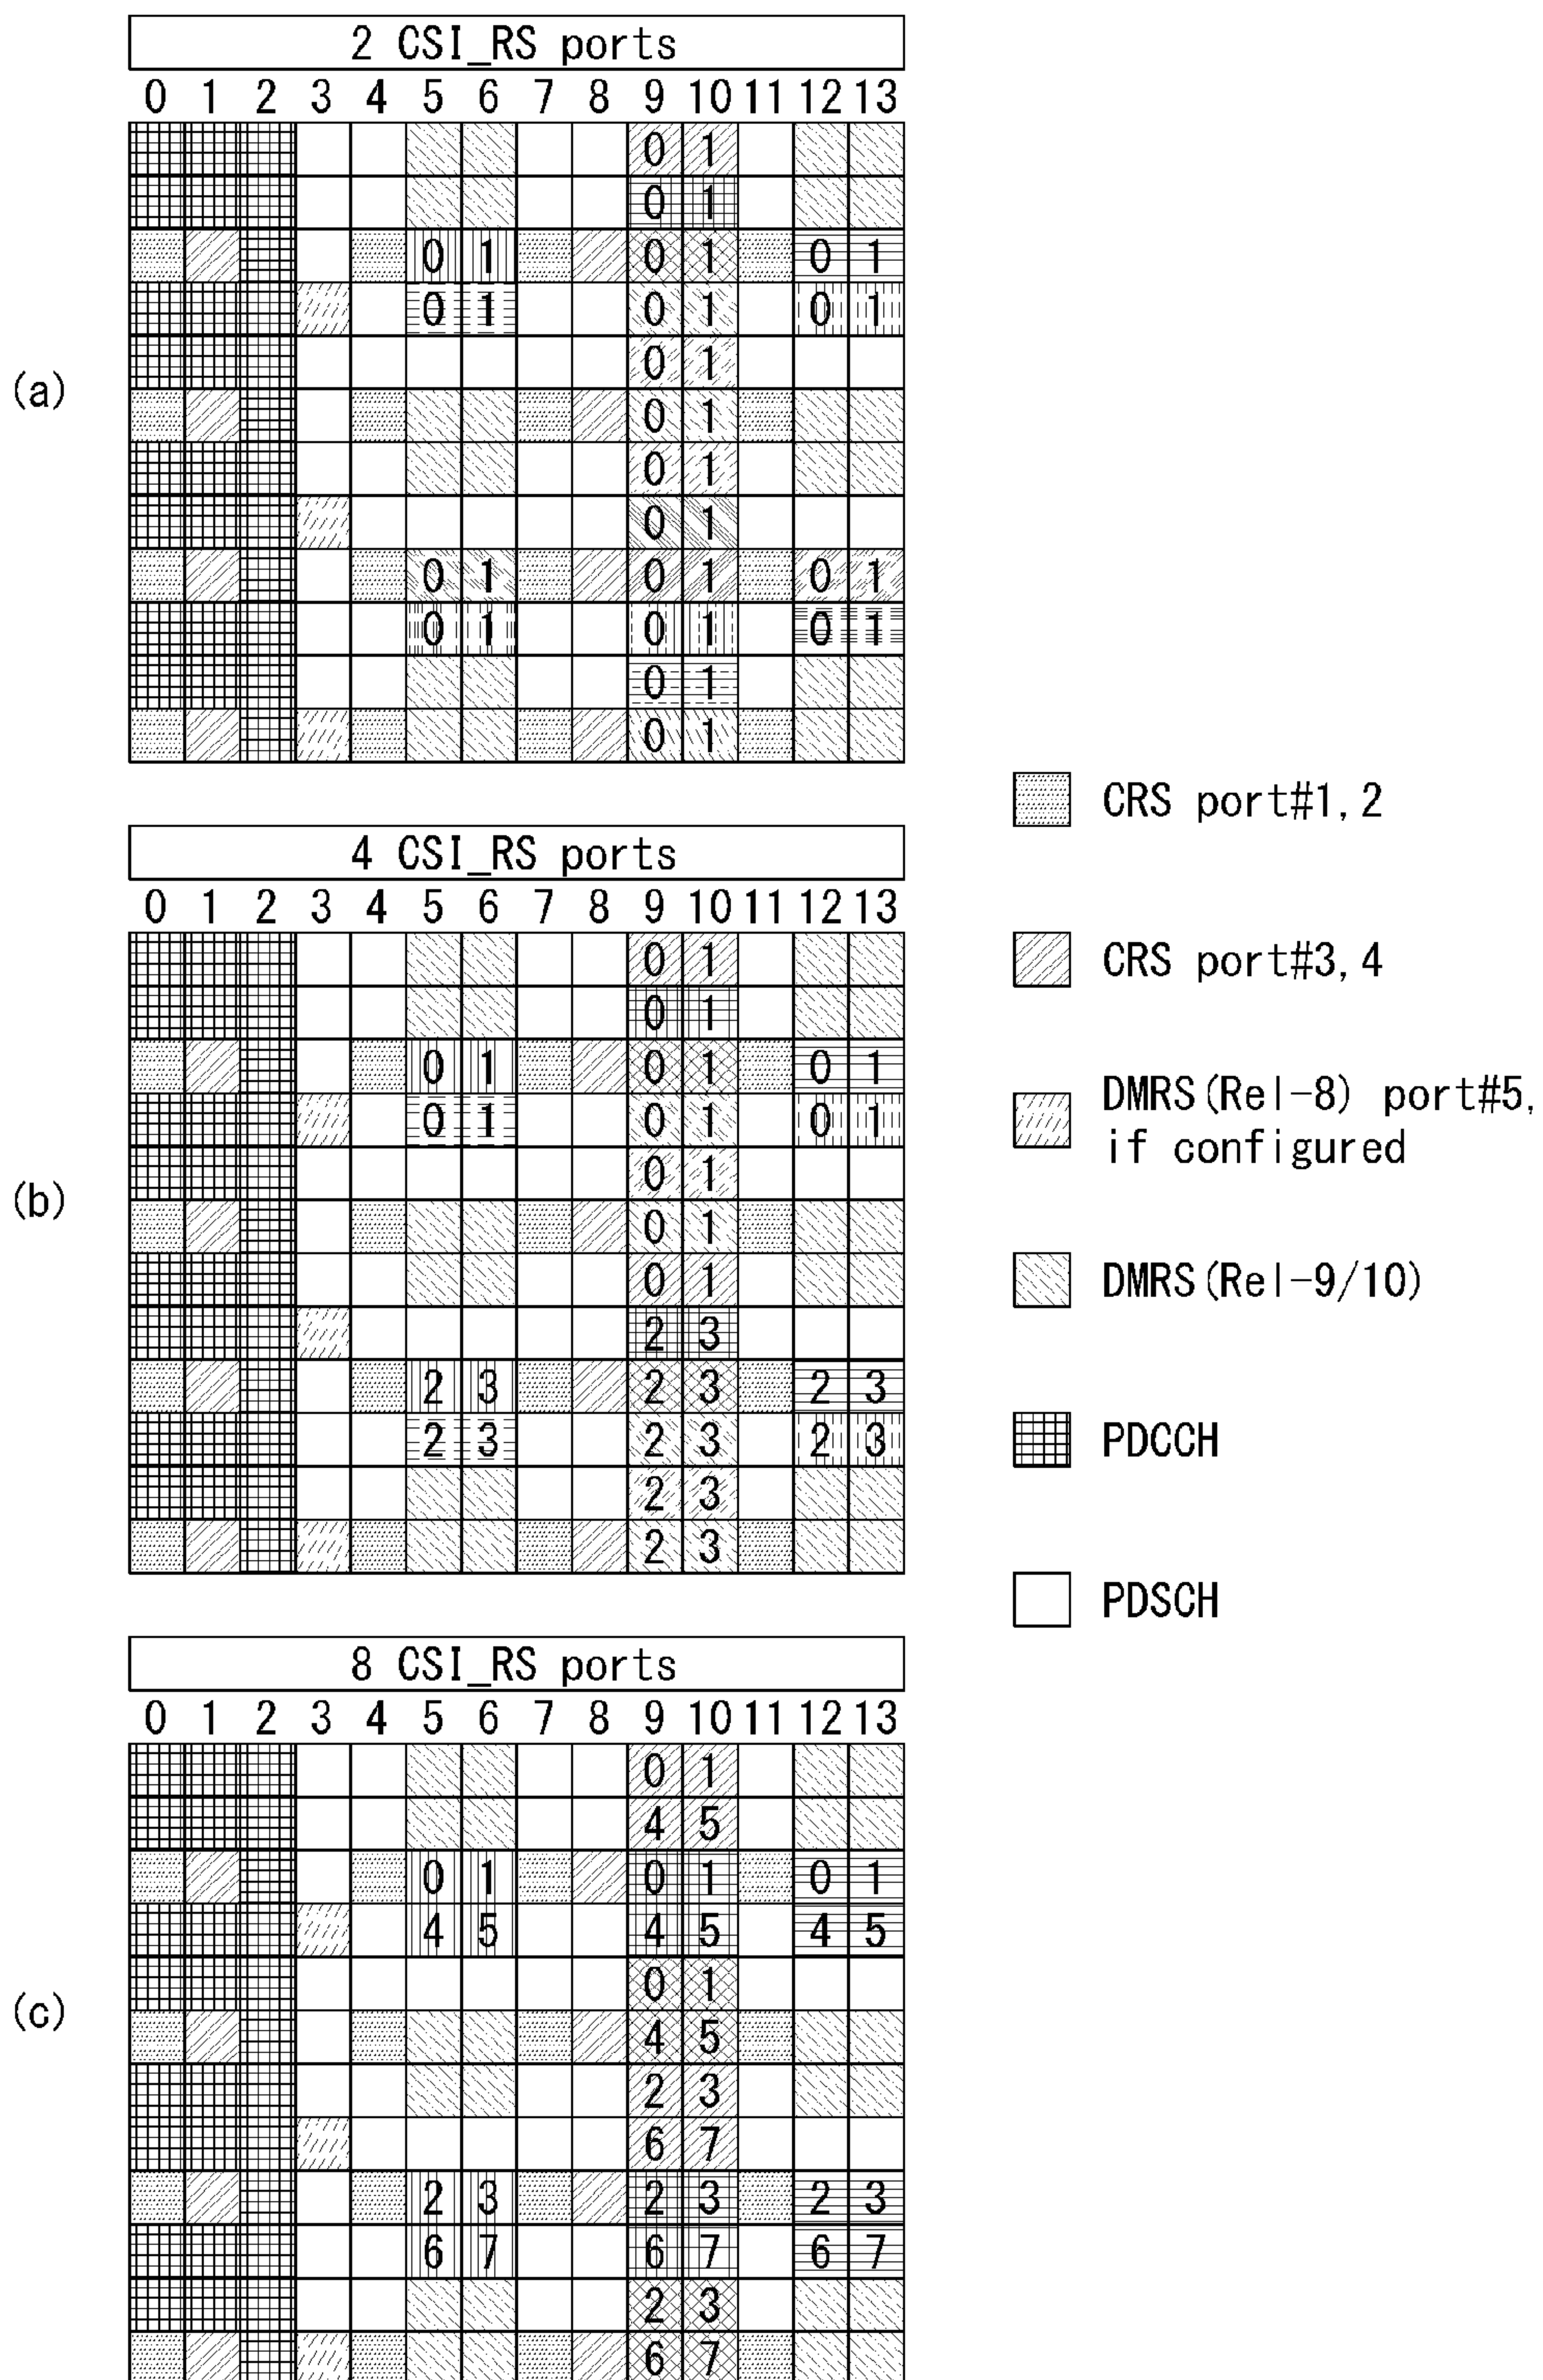 2 CSI_RS ports
0 1 2 3 4 5 6 7 8 9 10 11 12 13
0 1
0 1
0 1 0 1 0 1
0 1 0 1 0 1
0 1
0 1
0 1
0 1
0 1 0 1 0 1
0 1 0 1 0 1
0 1
0 1
(a)
4 CSI_RS ports
0 1 2 3 4 5 6 7 8 9 10 11 12 13
0 1
0 1
0 1 0 1 0 1
0 1 0 1 0 1
0 1
0 1
0 1
2 3
2 3 2 3 2 3
2 3 2 3 2 3
2 3
2 3
(b)
8 CSI_RS ports
0 1 2 3 4 5 6 7 8 9 10 11 12 13
0 1
4 5
0 1 0 1 0 1
4 5 4 5 4 5
0 1
4 5
2 3
6 7
2 3 2 3 2 3
6 7 6 7 6 7
2 3
6 7
(c)
CRS port#1,2
CRS port#3,4
DMRS(Rel-8) port#5,
if configured
DMRS(Rel-9/10)
PDCCH
PDSCH